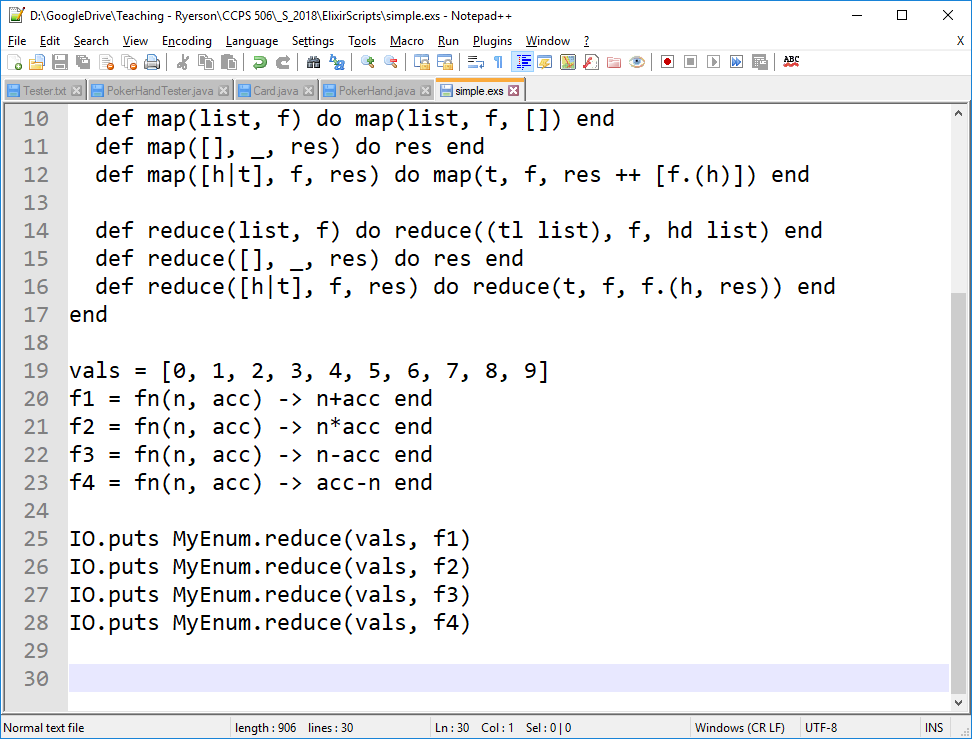 D:\GoogleDrive\Teaching - Ryerson\CCPS 506\_S_2018\ElixirScripts\simple.exs - Notepad++
File Edit Search View Encoding Language Settings Tools Macro Run Plugins Window ? X
ABC
Tester.txt PokerHandTester.java Card.java PokerHand.java simple.exs
10 def map(list, f) do map(list, f, []) end
11 def map([], _, res) do res end
12 def map([h|t], f, res) do map(t, f, res ++ [f.(h)]) end
13
14 def reduce(list, f) do reduce((tl list), f, hd list) end
15 def reduce([], _, res) do res end
16 def reduce([h|t], f, res) do reduce(t, f, f.(h, res)) end
17 end
18
19 vals = [0, 1, 2, 3, 4, 5, 6, 7, 8, 9]
20 f1 = fn(n, acc) -> n+acc end
21 f2 = fn(n, acc) -> n*acc end
22 f3 = fn(n, acc) -> n-acc end
23 f4 = fn(n, acc) -> acc-n end
24
25 IO.puts MyEnum.reduce(vals, f1)
26 IO.puts MyEnum.reduce(vals, f2)
27 IO.puts MyEnum.reduce(vals, f3)
28 IO.puts MyEnum.reduce(vals, f4)
29
30
Normal text file length : 906 lines : 30 Ln : 30 Col : 1 Sel : 0 | 0 Windows (CR LF) UTF-8 INS